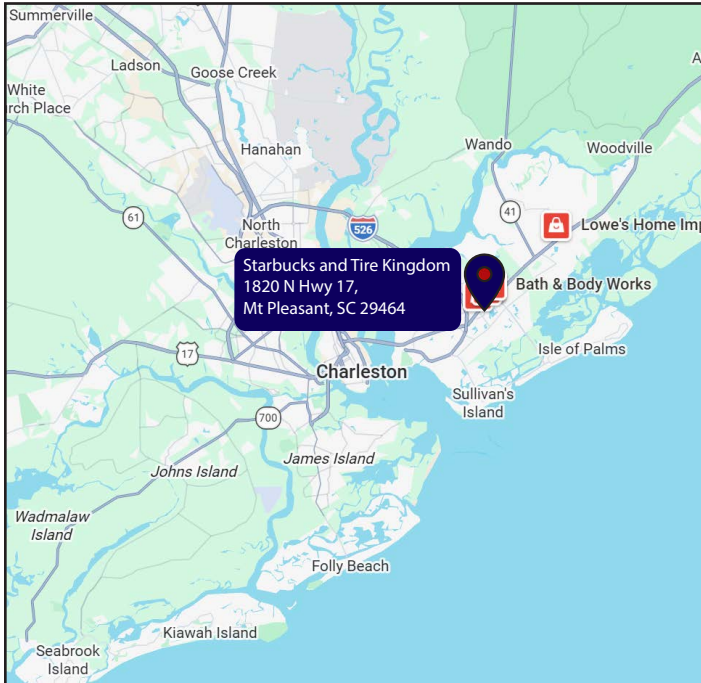 Summerville
Ladson
Goose Creek
White
rch Place
Hanahan
Wando
Woodville
A
61
41
526
Lowe's Home Imp
North
Charleston
Starbucks and Tire Kingdom
1820 N Hwy 17,
Mt Pleasant, SC 29464
Bath & Body Works
17
Isle of Palms
Charleston
Sullivan's
Island
700
James Island
Johns Island
Wadmalaw
Island
Folly Beach
Kiawah Island
Seabrook
Island